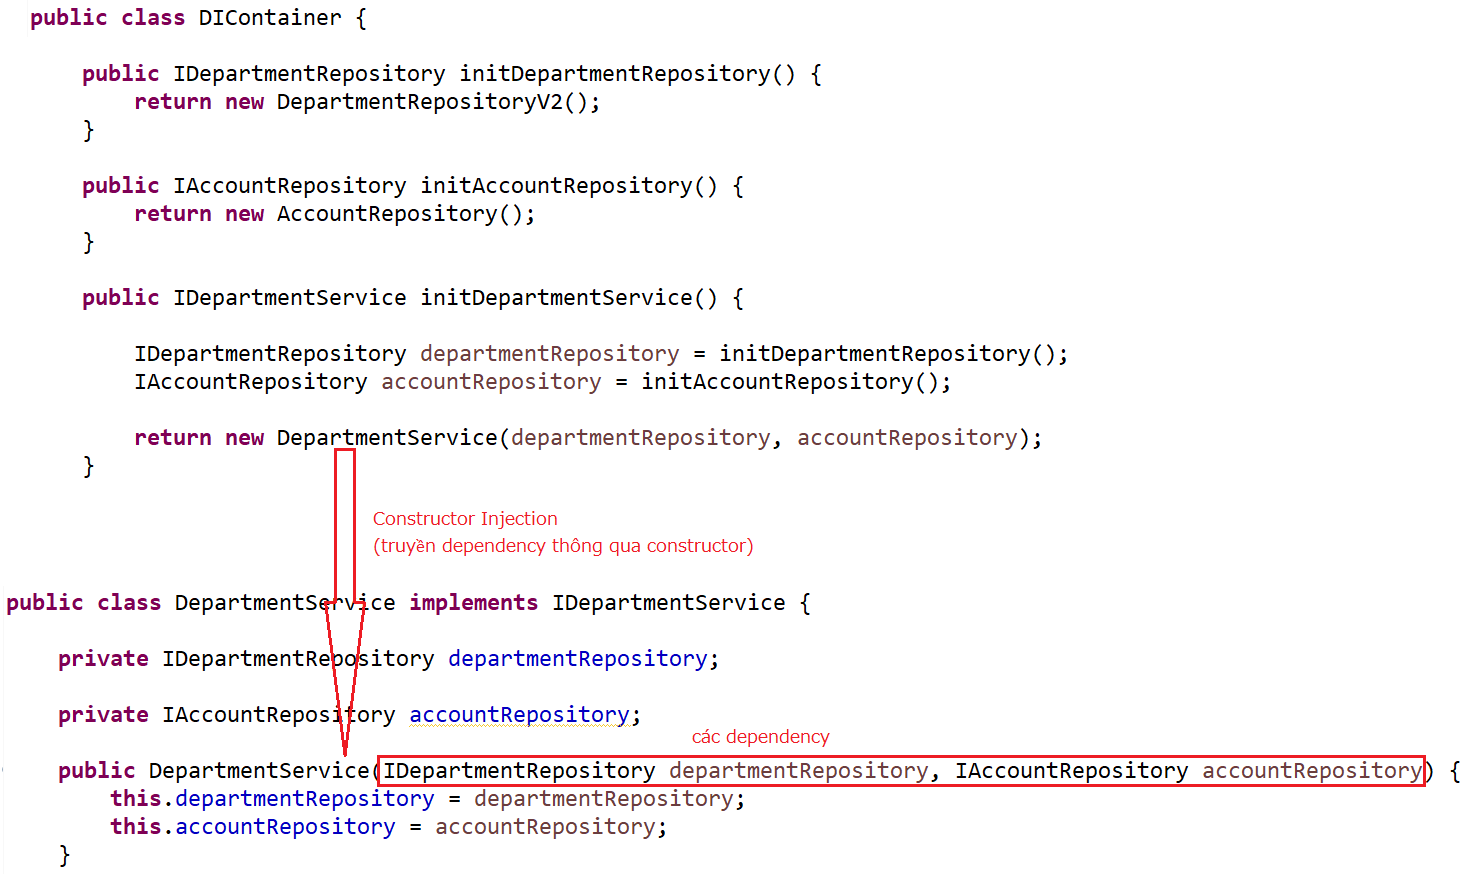 public class DIContainer {
public IDepartmentRepository initDepartmentRepository() {
return new DepartmentRepositoryV2();
}
public IAccountRepository initAccountRepository() {
return new AccountRepository();
}
public IDepartmentService initDepartmentService() {
IDepartmentRepository departmentRepository = initDepartmentRepository();
IAccountRepository accountRepository = initAccountRepository();
return new DepartmentService(departmentRepository, accountRepository);
}
Constructor Injection
(truyền dependency thông qua constructor)
public class DepartmentService implements IDepartmentService {
private IDepartmentRepository departmentRepository;
private IAccountRepository accountRepository;
các dependency
public DepartmentService(IDepartmentRepository departmentRepository, IAccountRepository accountRepository) {
this.departmentRepository = departmentRepository;
this.accountRepository = accountRepository;
}